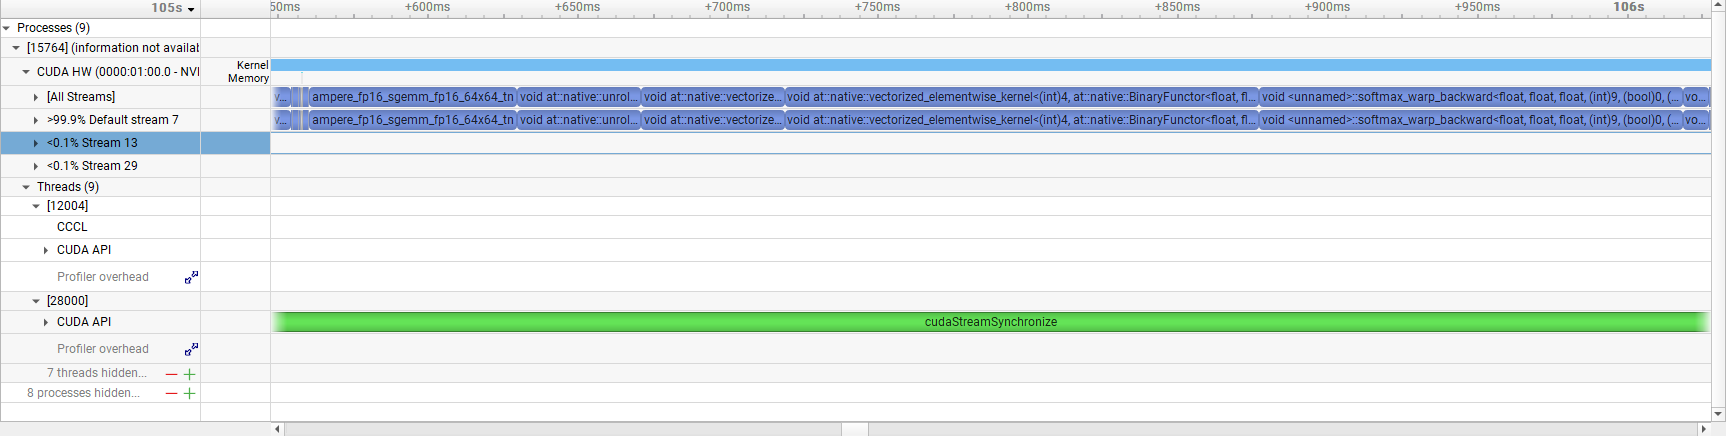 105s 50ms +600ms +650ms +700ms +750ms +800ms +850ms +900ms +950ms 106s
Processes (9)
[15764] (information not availat
CUDA HW (0000:01:00.0 - NVI Kernel
Memory
[All Streams] v... ampere_fp16_sgemm_fp16_64x64_tn void at::native::unrol... void at::native::vectorize... void at::native::vectorized_elementwise_kernel<(int)4, at::native::BinaryFunctor<float, fl... void <unnamed>::softmax_warp_backward<float, float, float, (int)9, (bool)0, (... vo...
>99.9% Default stream 7 v... ampere_fp16_sgemm_fp16_64x64_tn void at::native::unrol... void at::native::vectorize... void at::native::vectorized_elementwise_kernel<(int)4, at::native::BinaryFunctor<float, fl... void <unnamed>::softmax_warp_backward<float, float, float, (int)9, (bool)0, (... vo...
<0.1% Stream 13
<0.1% Stream 29
Threads (9)
[12004]
CCCL
CUDA API
Profiler overhead
[28000]
CUDA API cudaStreamSynchronize
Profiler overhead
7 threads hidden...
8 processes hidden...